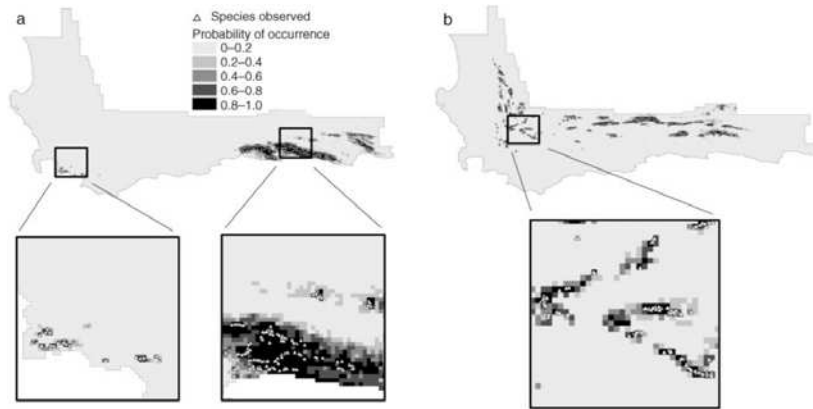 a
△ Species observed
Probability of occurrence
0–0.2
0.2–0.4
0.4–0.6
0.6–0.8
0.8–1.0
b